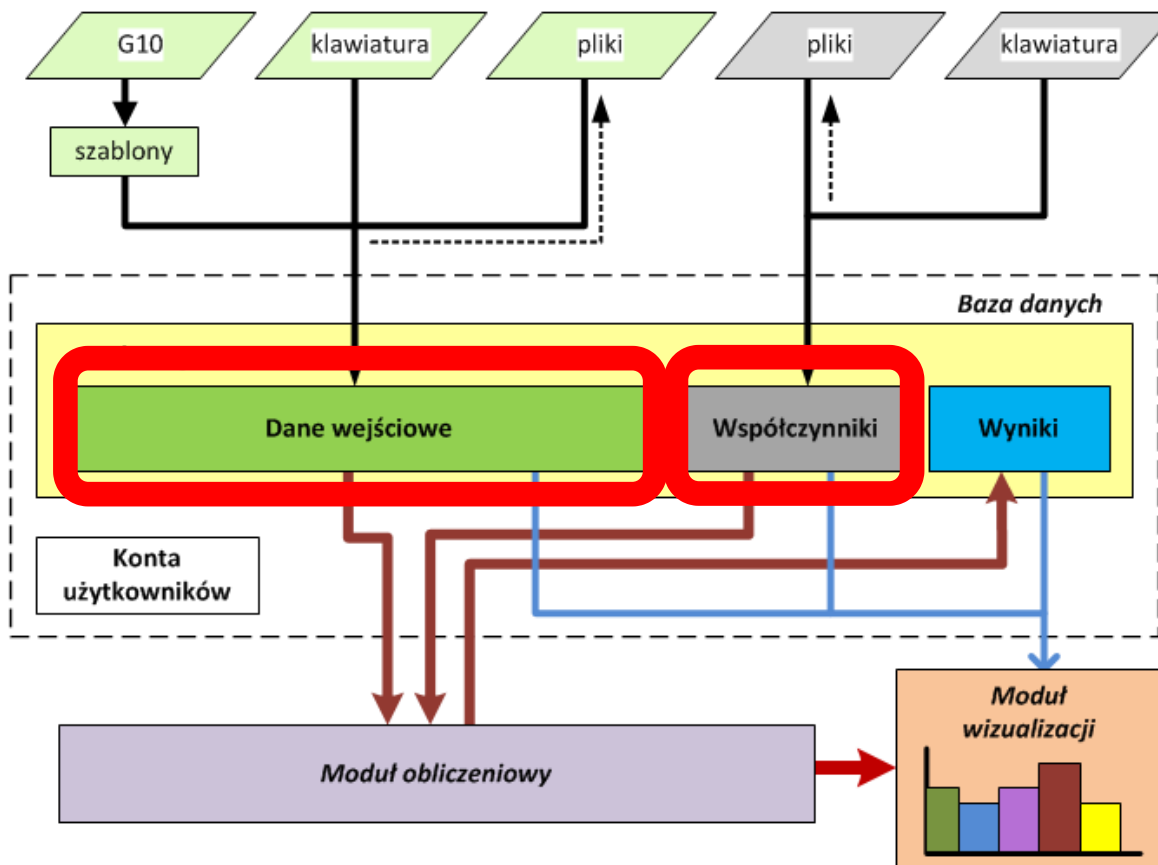 G10
klawiatura
pliki
pliki
klawiatura
szablony
Baza danych
Dane wejściowe
Współczynniki
Wyniki
Konta
użytkowników
Moduł
wizualizacji
Moduł obliczeniowy